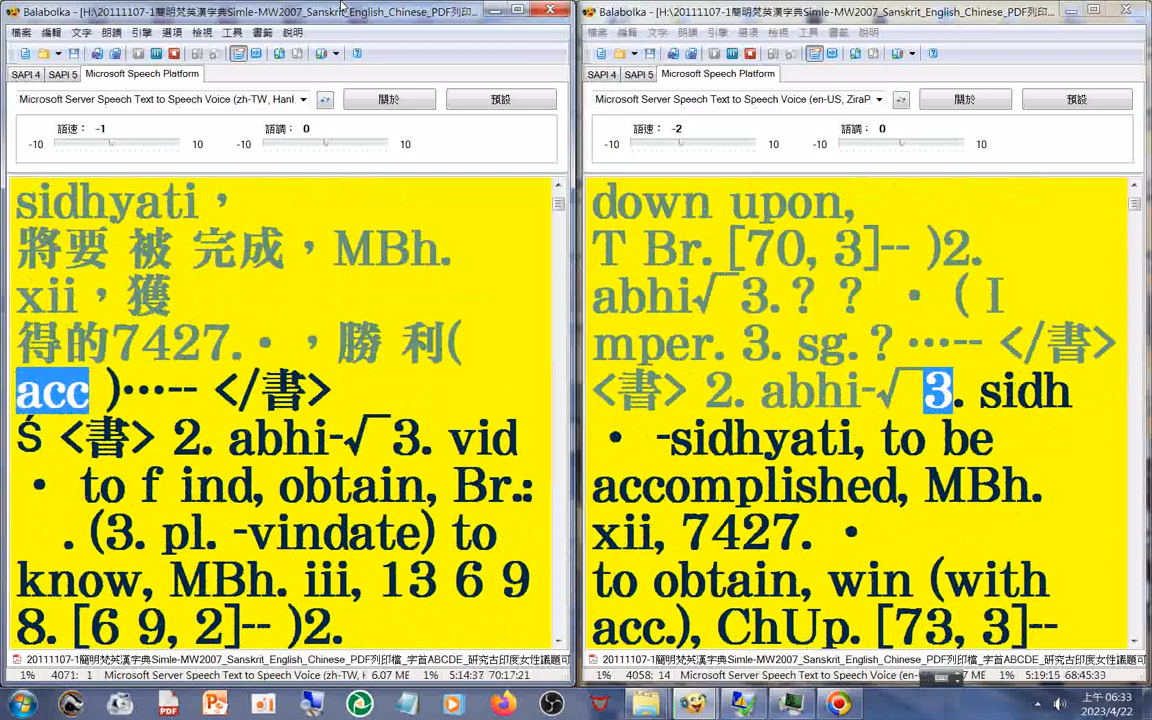 Balabolka - [H:\20111107-1簡明梵英漢字典Simle-MW2007_Sanskrit_English_Chinese_PDF列印...
檔案 編輯 文字 朗讀 引擎 選項 檢視 工具 書籤 說明
SAPI 4 SAPI 5 Microsoft Speech Platform
Microsoft Server Speech Text to Speech Voice (zh-TW, HanH 關於 預設
語速： -1 語調： 0
-10 10 -10 10
sidhyati，
將要 被 完成，MBh.
xii，獲
得的7427.•，勝 利(
acc )…-- </書>
Ś <書> 2. abhi-√ 3. vid
• to f ind, obtain, Br.:
. (3. pl. -vindate) to
know, MBh. iii, 13 6 9
8. [6 9, 2]-- )2.
20111107-1簡明梵英漢字典Simle-MW2007_Sanskrit_English_Chinese_PDF列印檔_字首ABCDE_研究古印度女性議題可
1% 4071: 1 Microsoft Server Speech Text to Speech Voice (zh-TW, H 6.07 MB 1% 5:14:37 70:17:21
Balabolka - [H:\20111107-1簡明梵英漢字典Simle-MW2007_Sanskrit_English_Chinese_PDF列印...
檔案 編輯 文字 朗讀 引擎 選項 檢視 工具 書籤 說明
SAPI 4 SAPI 5 Microsoft Speech Platform
Microsoft Server Speech Text to Speech Voice (en-US, ZiraP 關於 預設
語速： -2 語調： 0
-10 10 -10 10
down upon,
T Br. [70, 3]-- )2.
abhi√ 3. ? ? • ( I
mper. 3. sg. ? …-- </書>
<書> 2. abhi-√ 3. sidh
• -sidhyati, to be
accomplished, MBh.
xii, 7427. •
to obtain, win (with
acc.), ChUp. [73, 3]--
20111107-1簡明梵英漢字典Simle-MW2007_Sanskrit_English_Chinese_PDF列印檔_字首ABCDE_研究古印度女性議題可
1% 4058: 14 Microsoft Server Speech Text to Speech Voice 1% 5:19:15 68:45:33
上午 06:33
2023/4/22